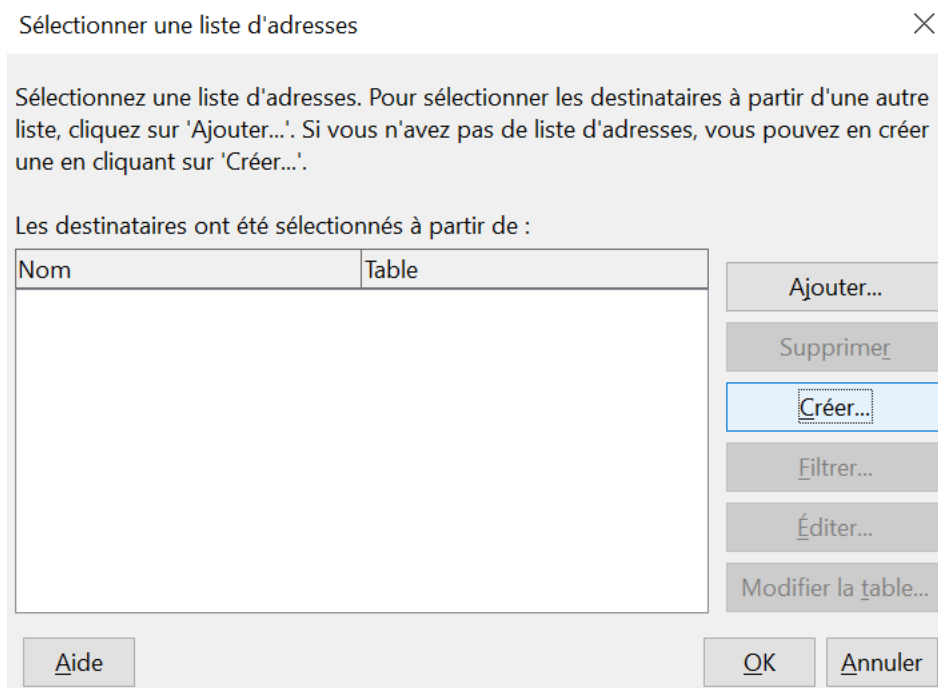 Sélectionner une liste d'adresses
Sélectionnez une liste d'adresses. Pour sélectionner les destinataires à partir d'une autre
liste, cliquez sur 'Ajouter...'. Si vous n'avez pas de liste d'adresses, vous pouvez en créer
une en cliquant sur 'Créer...'.
Les destinataires ont été sélectionnés à partir de :
Nom Table
Ajouter...
Supprimer
Créer...
Filtrer...
Éditer...
Modifier la table...
Aide OK Annuler